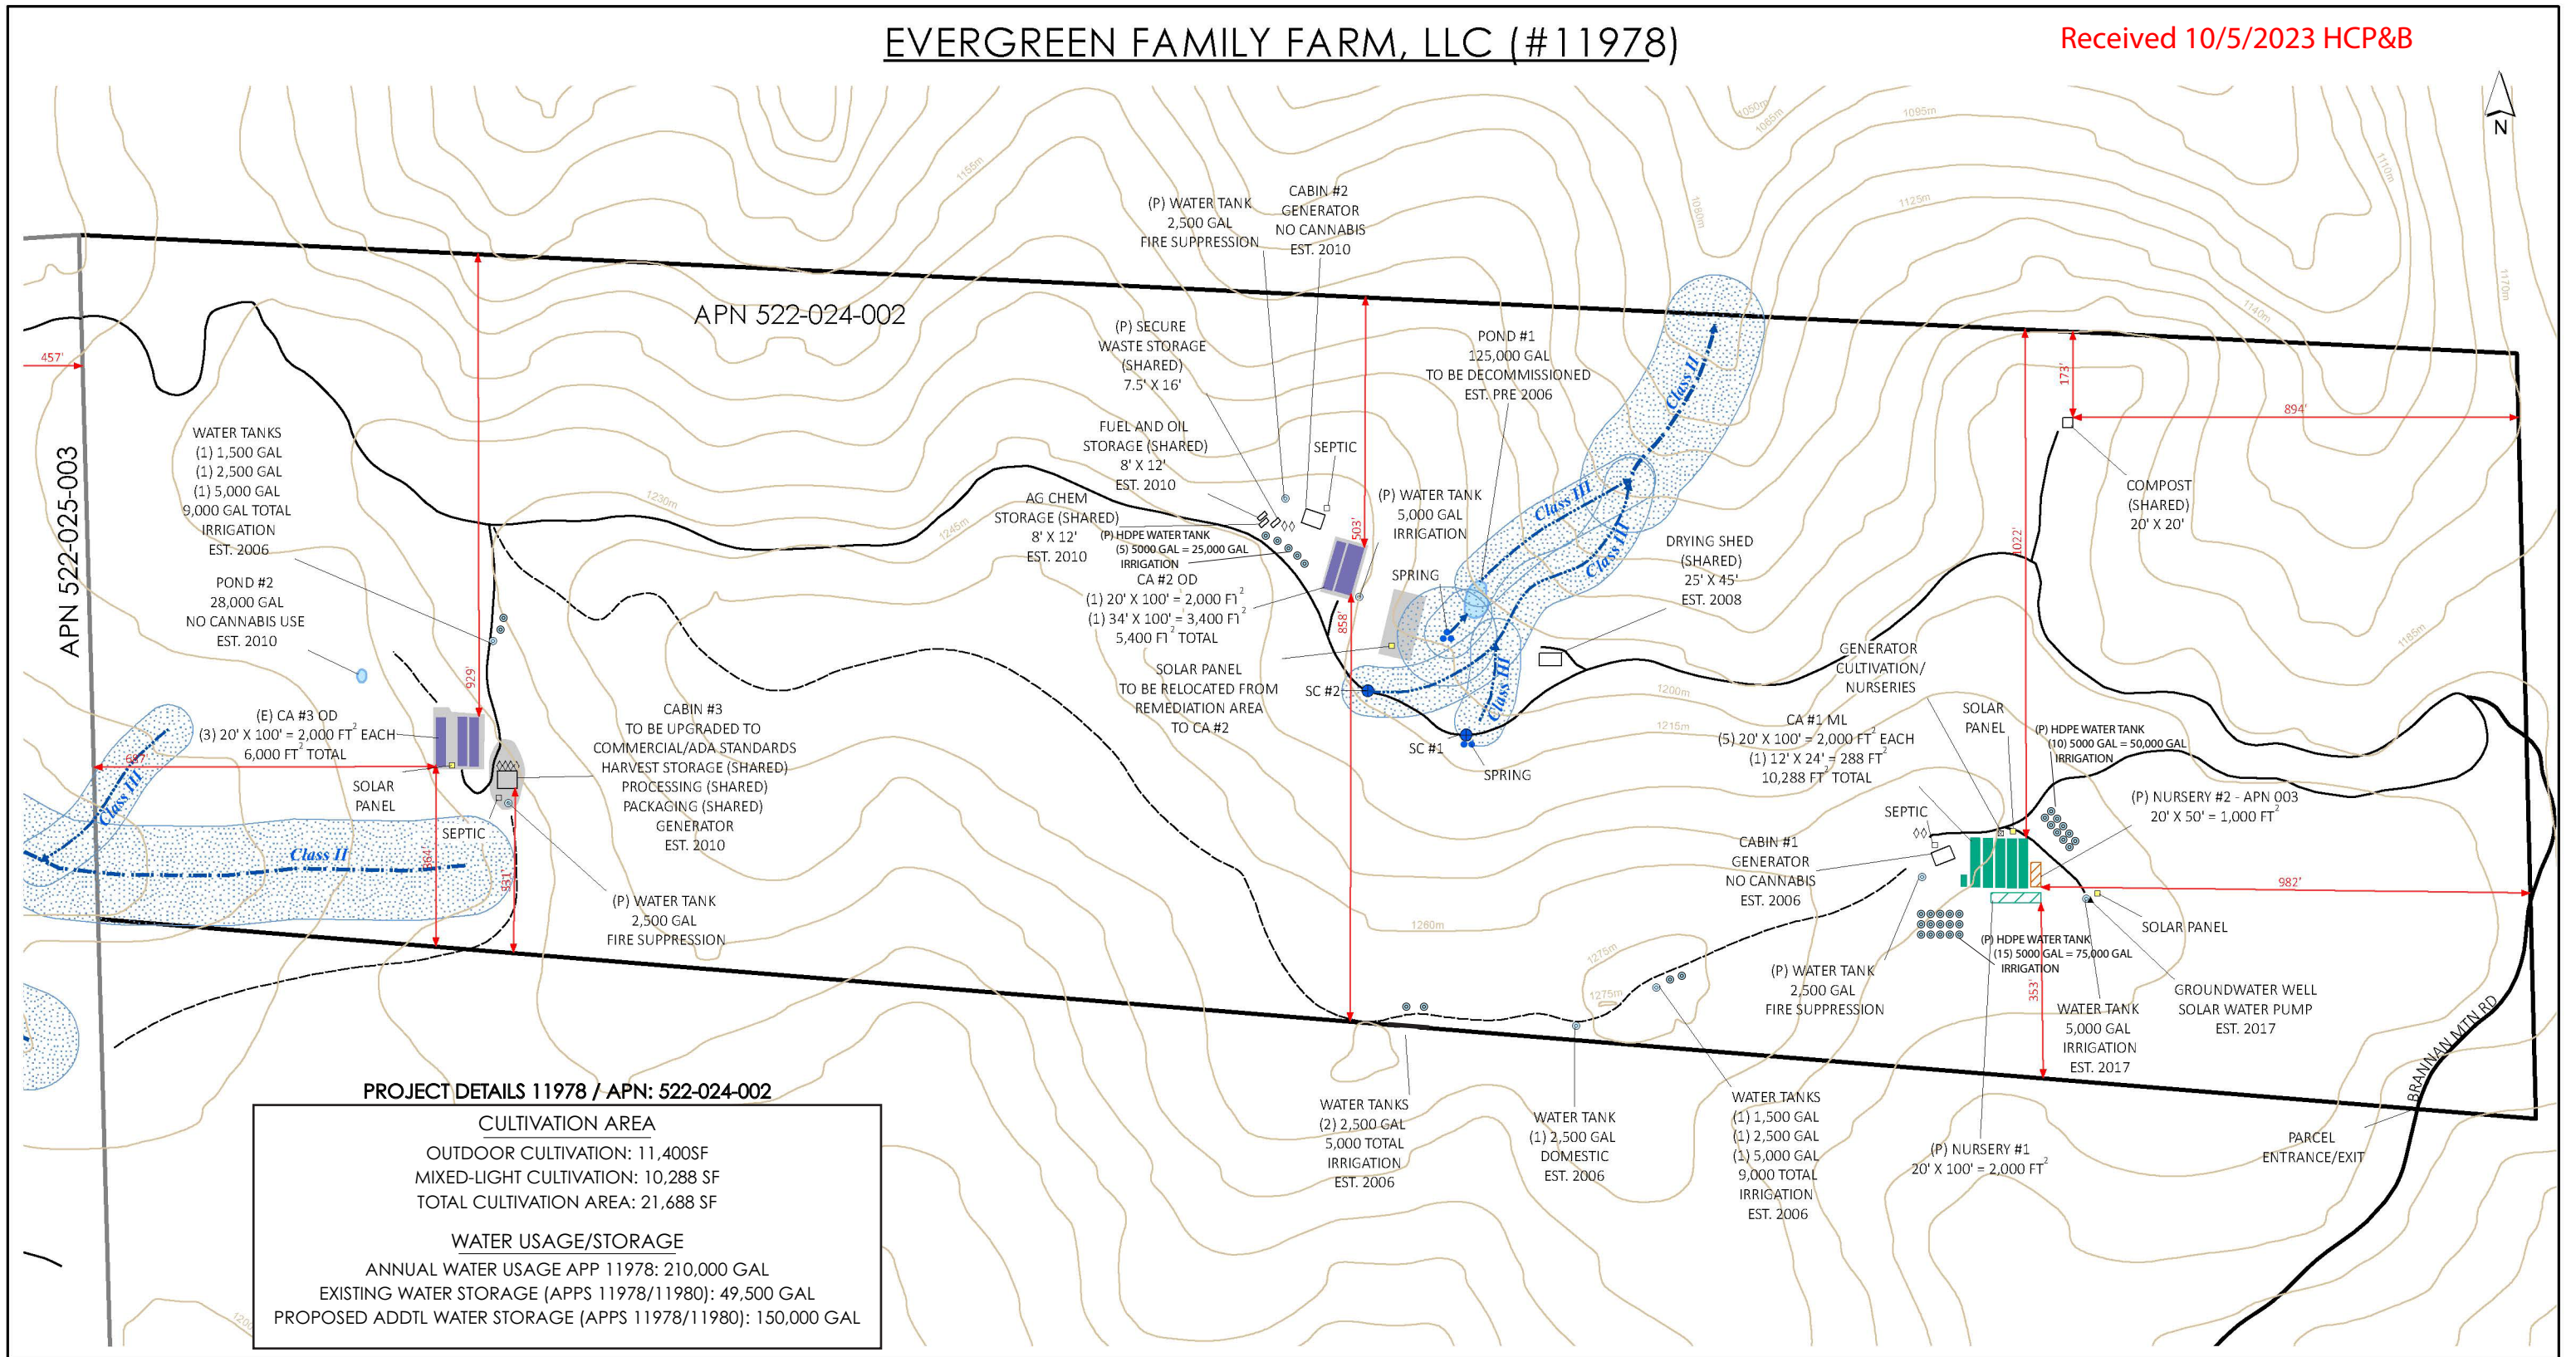 EVERGREEN FAMILY FARM, LLC (#11978)
Received 10/5/2023 HCP&B
N
1050m
1065m
1095m
1110m
1155m
1080m
1125m
1170m
1140m
(P) WATER TANK
2,500 GAL
FIRE SUPPRESSION
CABIN #2
GENERATOR
NO CANNABIS
EST. 2010
APN 522-024-002
APN 522-025-003
457'
(P) SECURE
WASTE STORAGE
(SHARED)
7.5' X 16'
POND #1
125,000 GAL
TO BE DECOMMISSIONED
EST. PRE 2006
Class II
173'
894'
WATER TANKS
(1) 1,500 GAL
(1) 2,500 GAL
(1) 5,000 GAL
9,000 GAL TOTAL
IRRIGATION
EST. 2006
FUEL AND OIL
STORAGE (SHARED)
8' X 12'
EST. 2010
SEPTIC
AG CHEM
STORAGE (SHARED)
8' X 12'
EST. 2010
(P) HDPE WATER TANK
(5) 5000 GAL = 25,000 GAL
IRRIGATION
(P) WATER TANK
5,000 GAL
IRRIGATION
503'
Class III
Class III
COMPOST
(SHARED)
20' X 20'
1022'
1230m
1245m
POND #2
28,000 GAL
NO CANNABIS USE
EST. 2010
CA #2 OD
(1) 20' X 100' = 2,000 FT²
(1) 34' X 100' = 3,400 FT²
5,400 FT² TOTAL
SPRING
DRYING SHED
(SHARED)
25' X 45'
EST. 2008
858'
929'
SOLAR PANEL
TO BE RELOCATED FROM
REMEDIATION AREA
TO CA #2
SC #2
Class III
SC #1
SPRING
1200m
1215m
1185m
GENERATOR
CULTIVATION/
NURSERIES
SOLAR
PANEL
(E) CA #3 OD
(3) 20' X 100' = 2,000 FT² EACH
6,000 FT² TOTAL
SOLAR
PANEL
SEPTIC
Class III
Class II
CABIN #3
TO BE UPGRADED TO
COMMERCIAL/ADA STANDARDS
HARVEST STORAGE (SHARED)
PROCESSING (SHARED)
PACKAGING (SHARED)
GENERATOR
EST. 2010
CA #1 ML
(5) 20' X 100' = 2,000 FT² EACH
(1) 12' X 24' = 288 FT²
10,288 FT² TOTAL
(P) HDPE WATER TANK
(10) 5000 GAL = 50,000 GAL
IRRIGATION
(P) NURSERY #2 - APN 003
20' X 50' = 1,000 FT²
SEPTIC
CABIN #1
GENERATOR
NO CANNABIS
EST. 2006
982'
(P) WATER TANK
2,500 GAL
FIRE SUPPRESSION
1260m
1275m
1275m
SOLAR PANEL
(P) HDPE WATER TANK
(15) 5000 GAL = 75,000 GAL
IRRIGATION
(P) WATER TANK
2,500 GAL
FIRE SUPPRESSION
353'
GROUNDWATER WELL
SOLAR WATER PUMP
EST. 2017
WATER TANK
5,000 GAL
IRRIGATION
EST. 2017
BRANNAN MTN RD
WATER TANKS
(2) 2,500 GAL
5,000 TOTAL
IRRIGATION
EST. 2006
WATER TANK
(1) 2,500 GAL
DOMESTIC
EST. 2006
WATER TANKS
(1) 1,500 GAL
(1) 2,500 GAL
(1) 5,000 GAL
9,000 TOTAL
IRRIGATION
EST. 2006
(P) NURSERY #1
20' X 100' = 2,000 FT²
PARCEL
ENTRANCE/EXIT
PROJECT DETAILS 11978 / APN: 522-024-002
CULTIVATION AREA
OUTDOOR CULTIVATION: 11,400SF
MIXED-LIGHT CULTIVATION: 10,288 SF
TOTAL CULTIVATION AREA: 21,688 SF
WATER USAGE/STORAGE
ANNUAL WATER USAGE APP 11978: 210,000 GAL
EXISTING WATER STORAGE (APPS 11978/11980): 49,500 GAL
PROPOSED ADDTL WATER STORAGE (APPS 11978/11980): 150,000 GAL